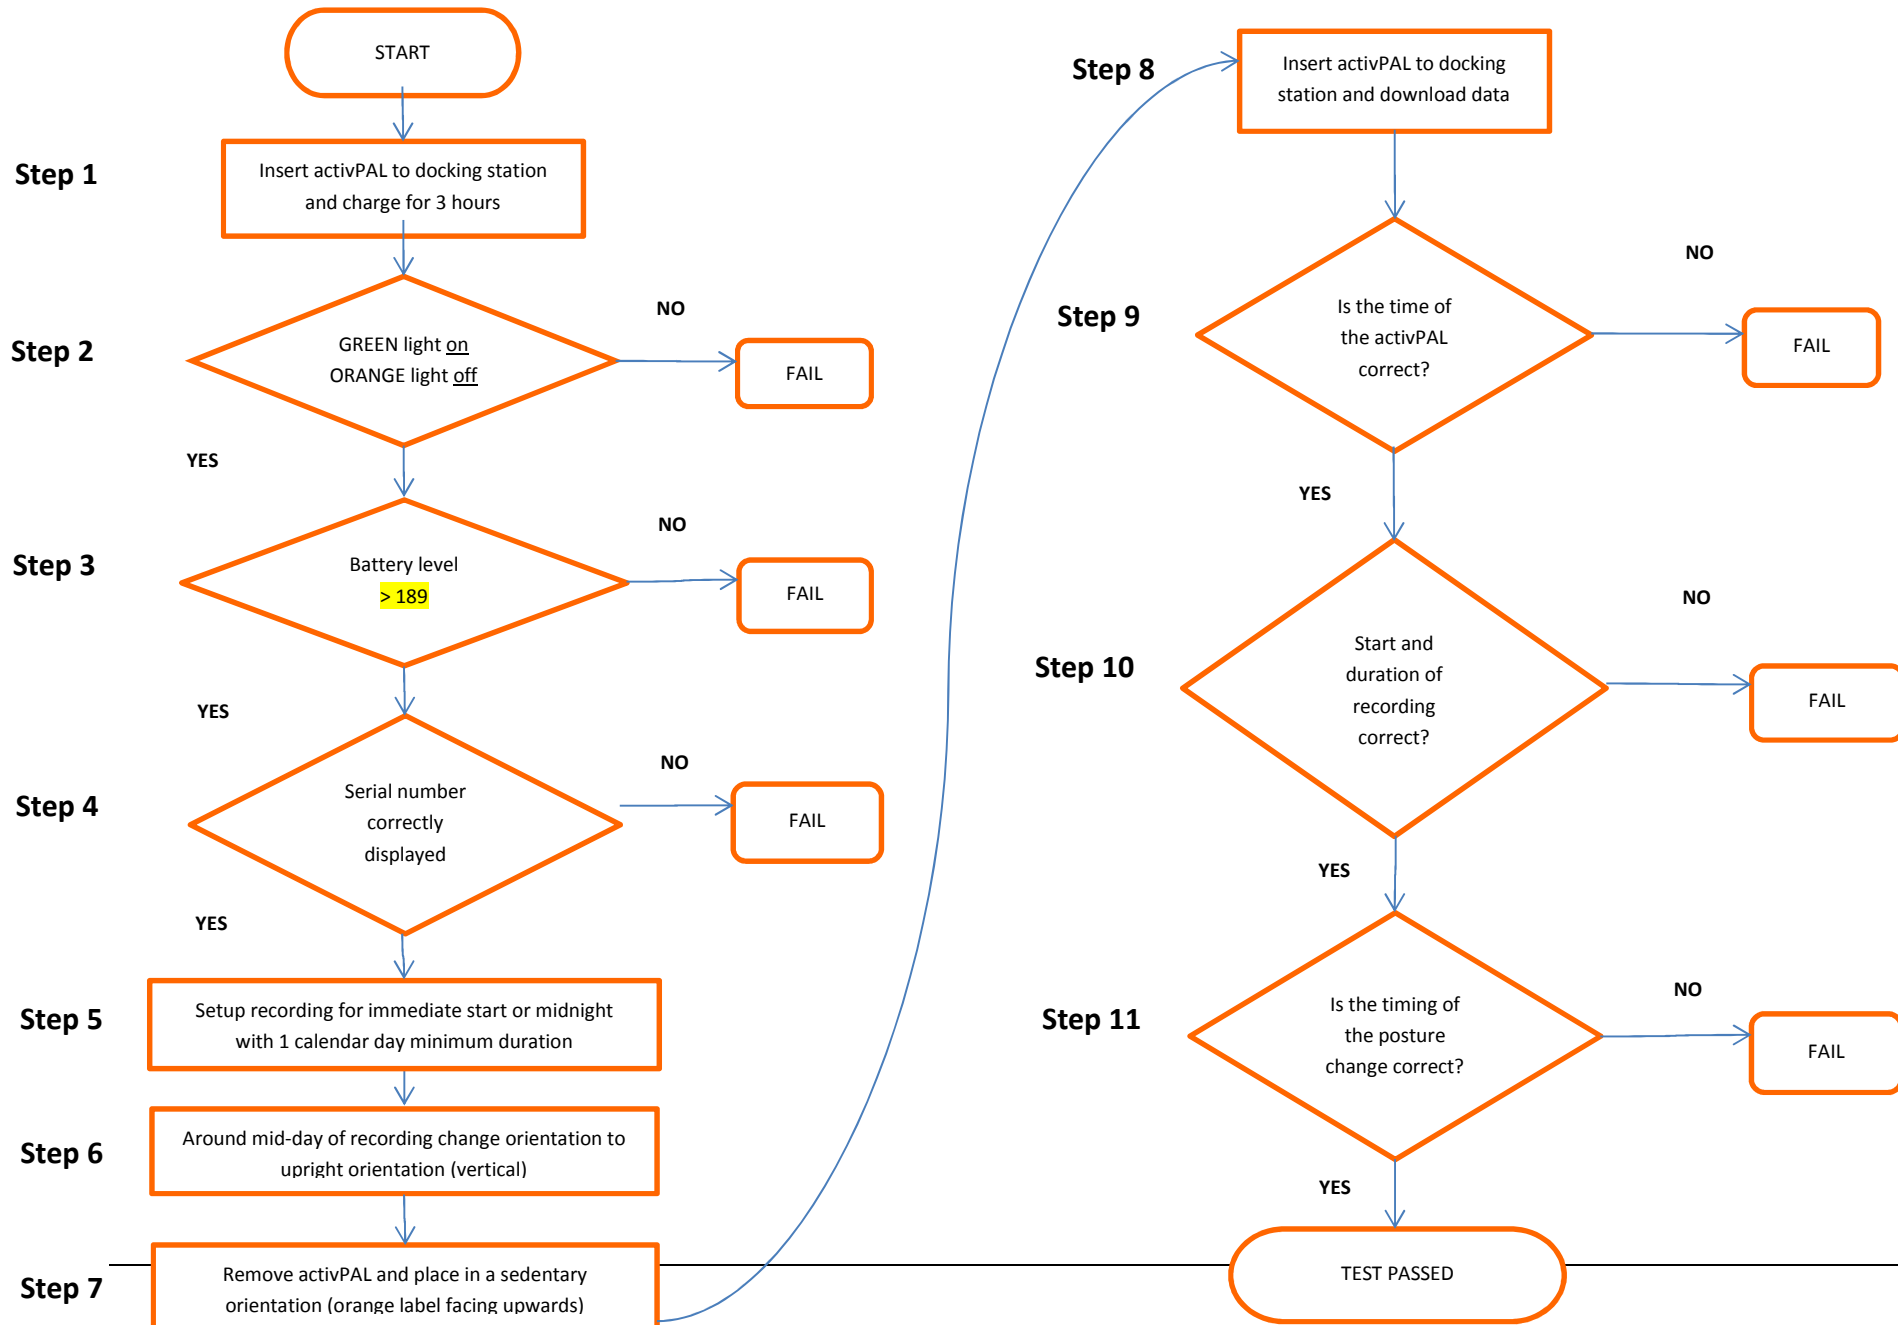 START
Step 1
Insert activPAL to docking station
and charge for 3 hours
Step 2
GREEN light on
ORANGE light off
NO
FAIL
YES
Step 3
Battery level
> 189
NO
FAIL
YES
Step 4
Serial number
correctly
displayed
NO
FAIL
YES
Step 5
Setup recording for immediate start or midnight
with 1 calendar day minimum duration
Step 6
Around mid-day of recording change orientation to
upright orientation (vertical)
Step 7
Remove activPAL and place in a sedentary
orientation (orange label facing upwards)
Step 8
Insert activPAL to docking
station and download data
Step 9
Is the time of
the activPAL
correct?
NO
FAIL
YES
Step 10
Start and
duration of
recording
correct?
NO
FAIL
YES
Step 11
Is the timing of
the posture
change correct?
NO
FAIL
YES
TEST PASSED